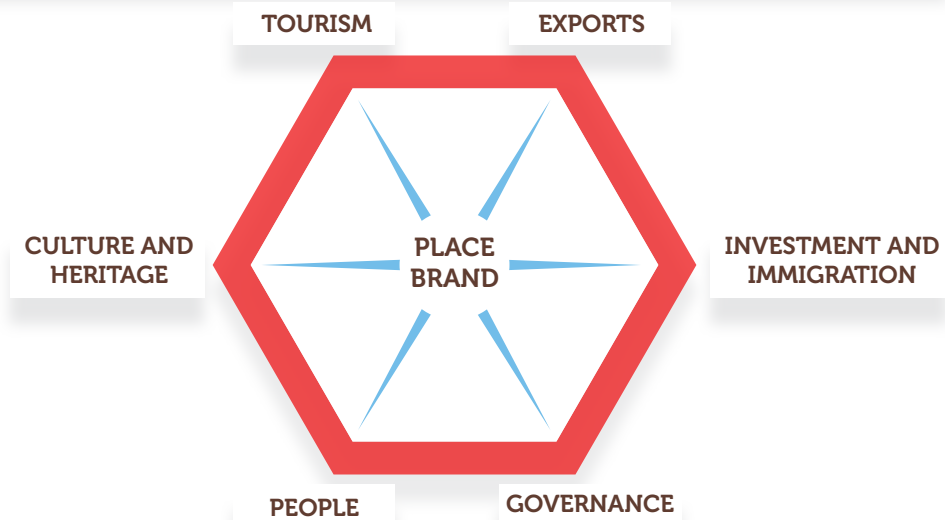 TOURISM
EXPORTS
CULTURE AND
HERITAGE
PLACE
BRAND
INVESTMENT AND
IMMIGRATION
PEOPLE
GOVERNANCE